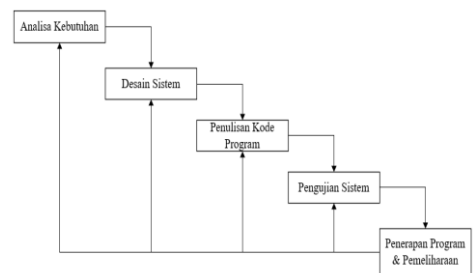 Analisa Kebutuhan
Desain Sistem
Penulisan Kode
Program
Pengujian Sistem
Penerapan Program
& Pemeliharaan